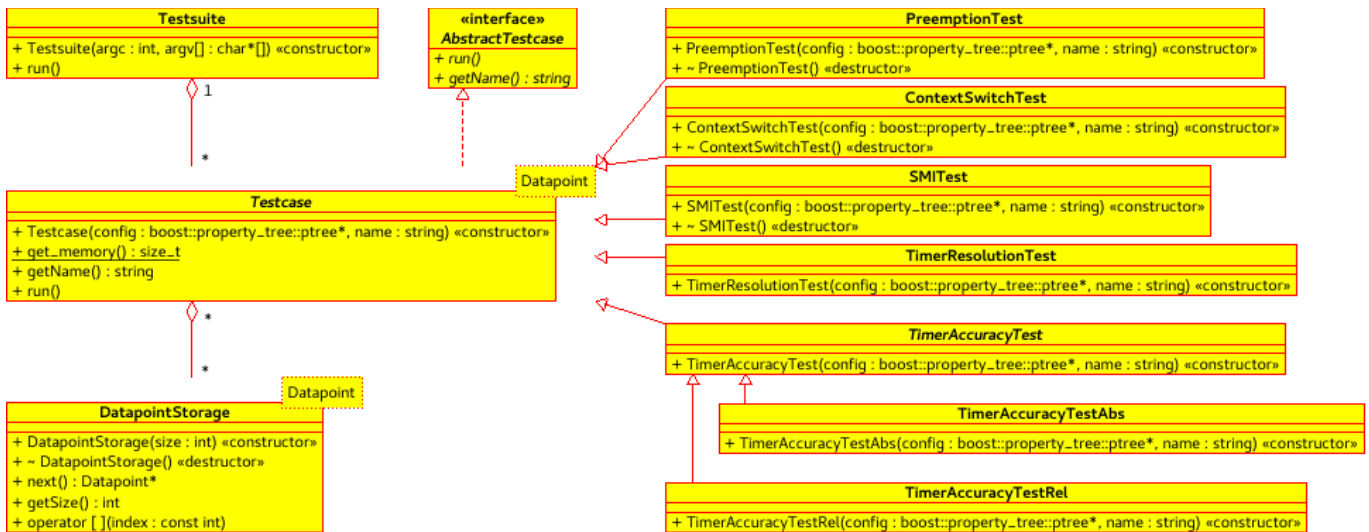 Testsuite
+ Testsuite(argc : int, argv[] : char*[]) «constructor»
+ run()
1
*
«interface»
AbstractTestcase
+ run()
+ getName() : string
Datapoint
Testcase
+ Testcase(config : boost::property_tree::ptree*, name : string) «constructor»
+ get_memory() : size_t
+ getName() : string
+ run()
*
*
Datapoint
DatapointStorage
+ DatapointStorage(size : int) «constructor»
+ ~ DatapointStorage() «destructor»
+ next() : Datapoint*
+ getSize() : int
+ operator [ ](index : const int)
PreemptionTest
+ PreemptionTest(config : boost::property_tree::ptree*, name : string) «constructor»
+ ~ PreemptionTest() «destructor»
ContextSwitchTest
+ ContextSwitchTest(config : boost::property_tree::ptree*, name : string) «constructor»
+ ~ ContextSwitchTest() «destructor»
SMITest
+ SMITest(config : boost::property_tree::ptree*, name : string) «constructor»
+ ~ SMITest() «destructor»
TimerResolutionTest
+ TimerResolutionTest(config : boost::property_tree::ptree*, name : string) «constructor»
TimerAccuracyTest
+ TimerAccuracyTest(config : boost::property_tree::ptree*, name : string) «constructor»
TimerAccuracyTestAbs
+ TimerAccuracyTestAbs(config : boost::property_tree::ptree*, name : string) «constructor»
TimerAccuracyTestRel
+ TimerAccuracyTestRel(config : boost::property_tree::ptree*, name : string) «constructor»